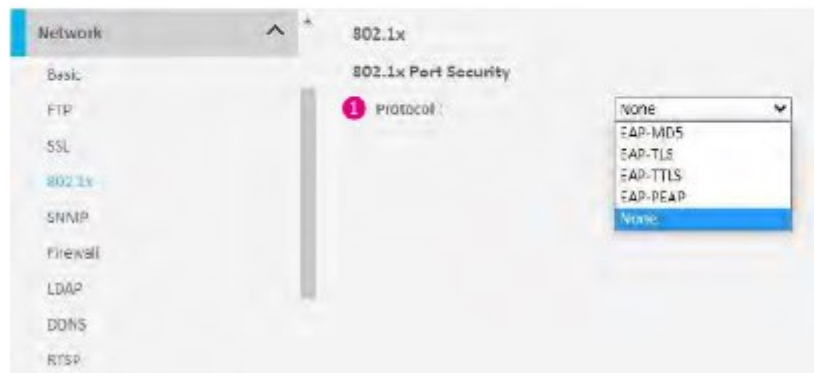 Network
Basic
FTP
SSL
802.1x
SNMP
Firewall
LDAP
DDNS
RTSP
802.1x
802.1x Port Security
1 Protocol :
None
EAP-MD5
EAP-TLS
EAP-TTLS
EAP-PEAP
None